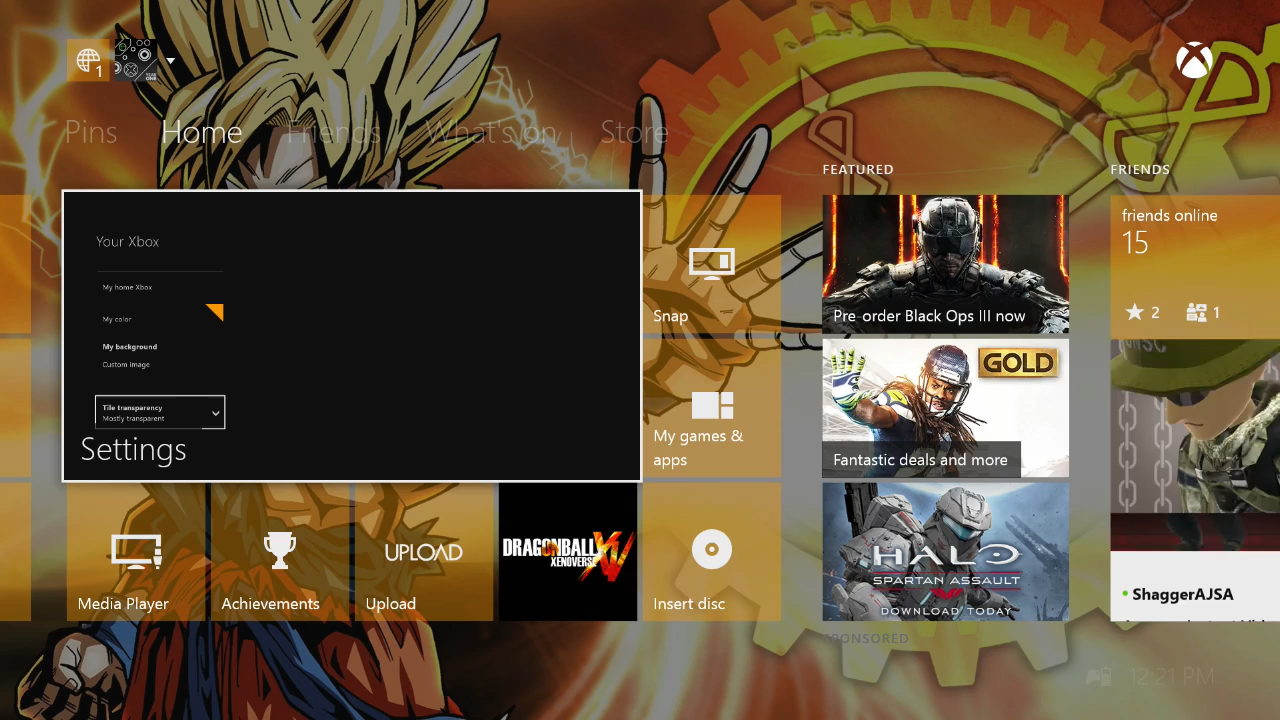 1
YEAR ONE
Pins Home Friends What's on Store
FEATURED
FRIENDS
Your Xbox
My home Xbox
My color
My background
Custom image
Tile transparency
Mostly transparent
Settings
Snap
My games &
apps
Media Player
Achievements
UPLOAD
Upload
DRAGONBALL XV
XENOVERSE
Insert disc
Pre-order Black Ops III now
GOLD
Fantastic deals and more
HALO
SPARTAN ASSAULT
DOWNLOAD TODAY
SPONSORED
friends online
15
2 1
ShaggerAJSA
12:21 PM